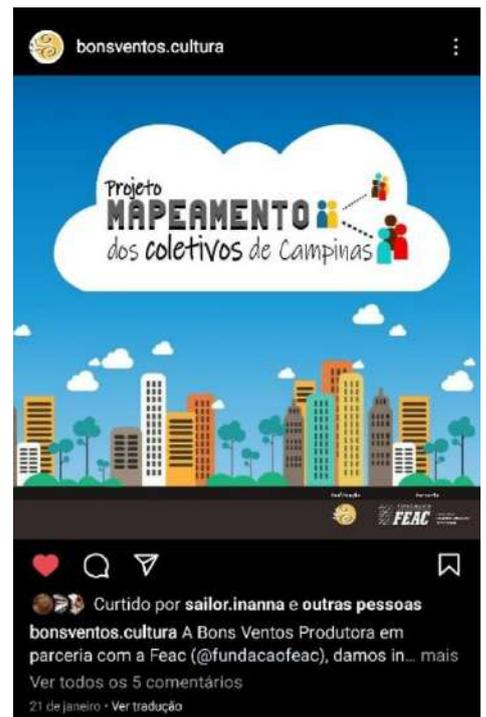 bonsventos.cultura
Projeto
MAPEAMENTO
dos coletivos de Campinas
Realização
Parceria
FEAC
Curtido por sailor.inanna e outras pessoas
bonsventos.cultura A Bons Ventos Produtora em
parceria com a Feac (@fundacaofeac), damos in... mais
Ver todos os 5 comentários
21 de janeiro • Ver tradução